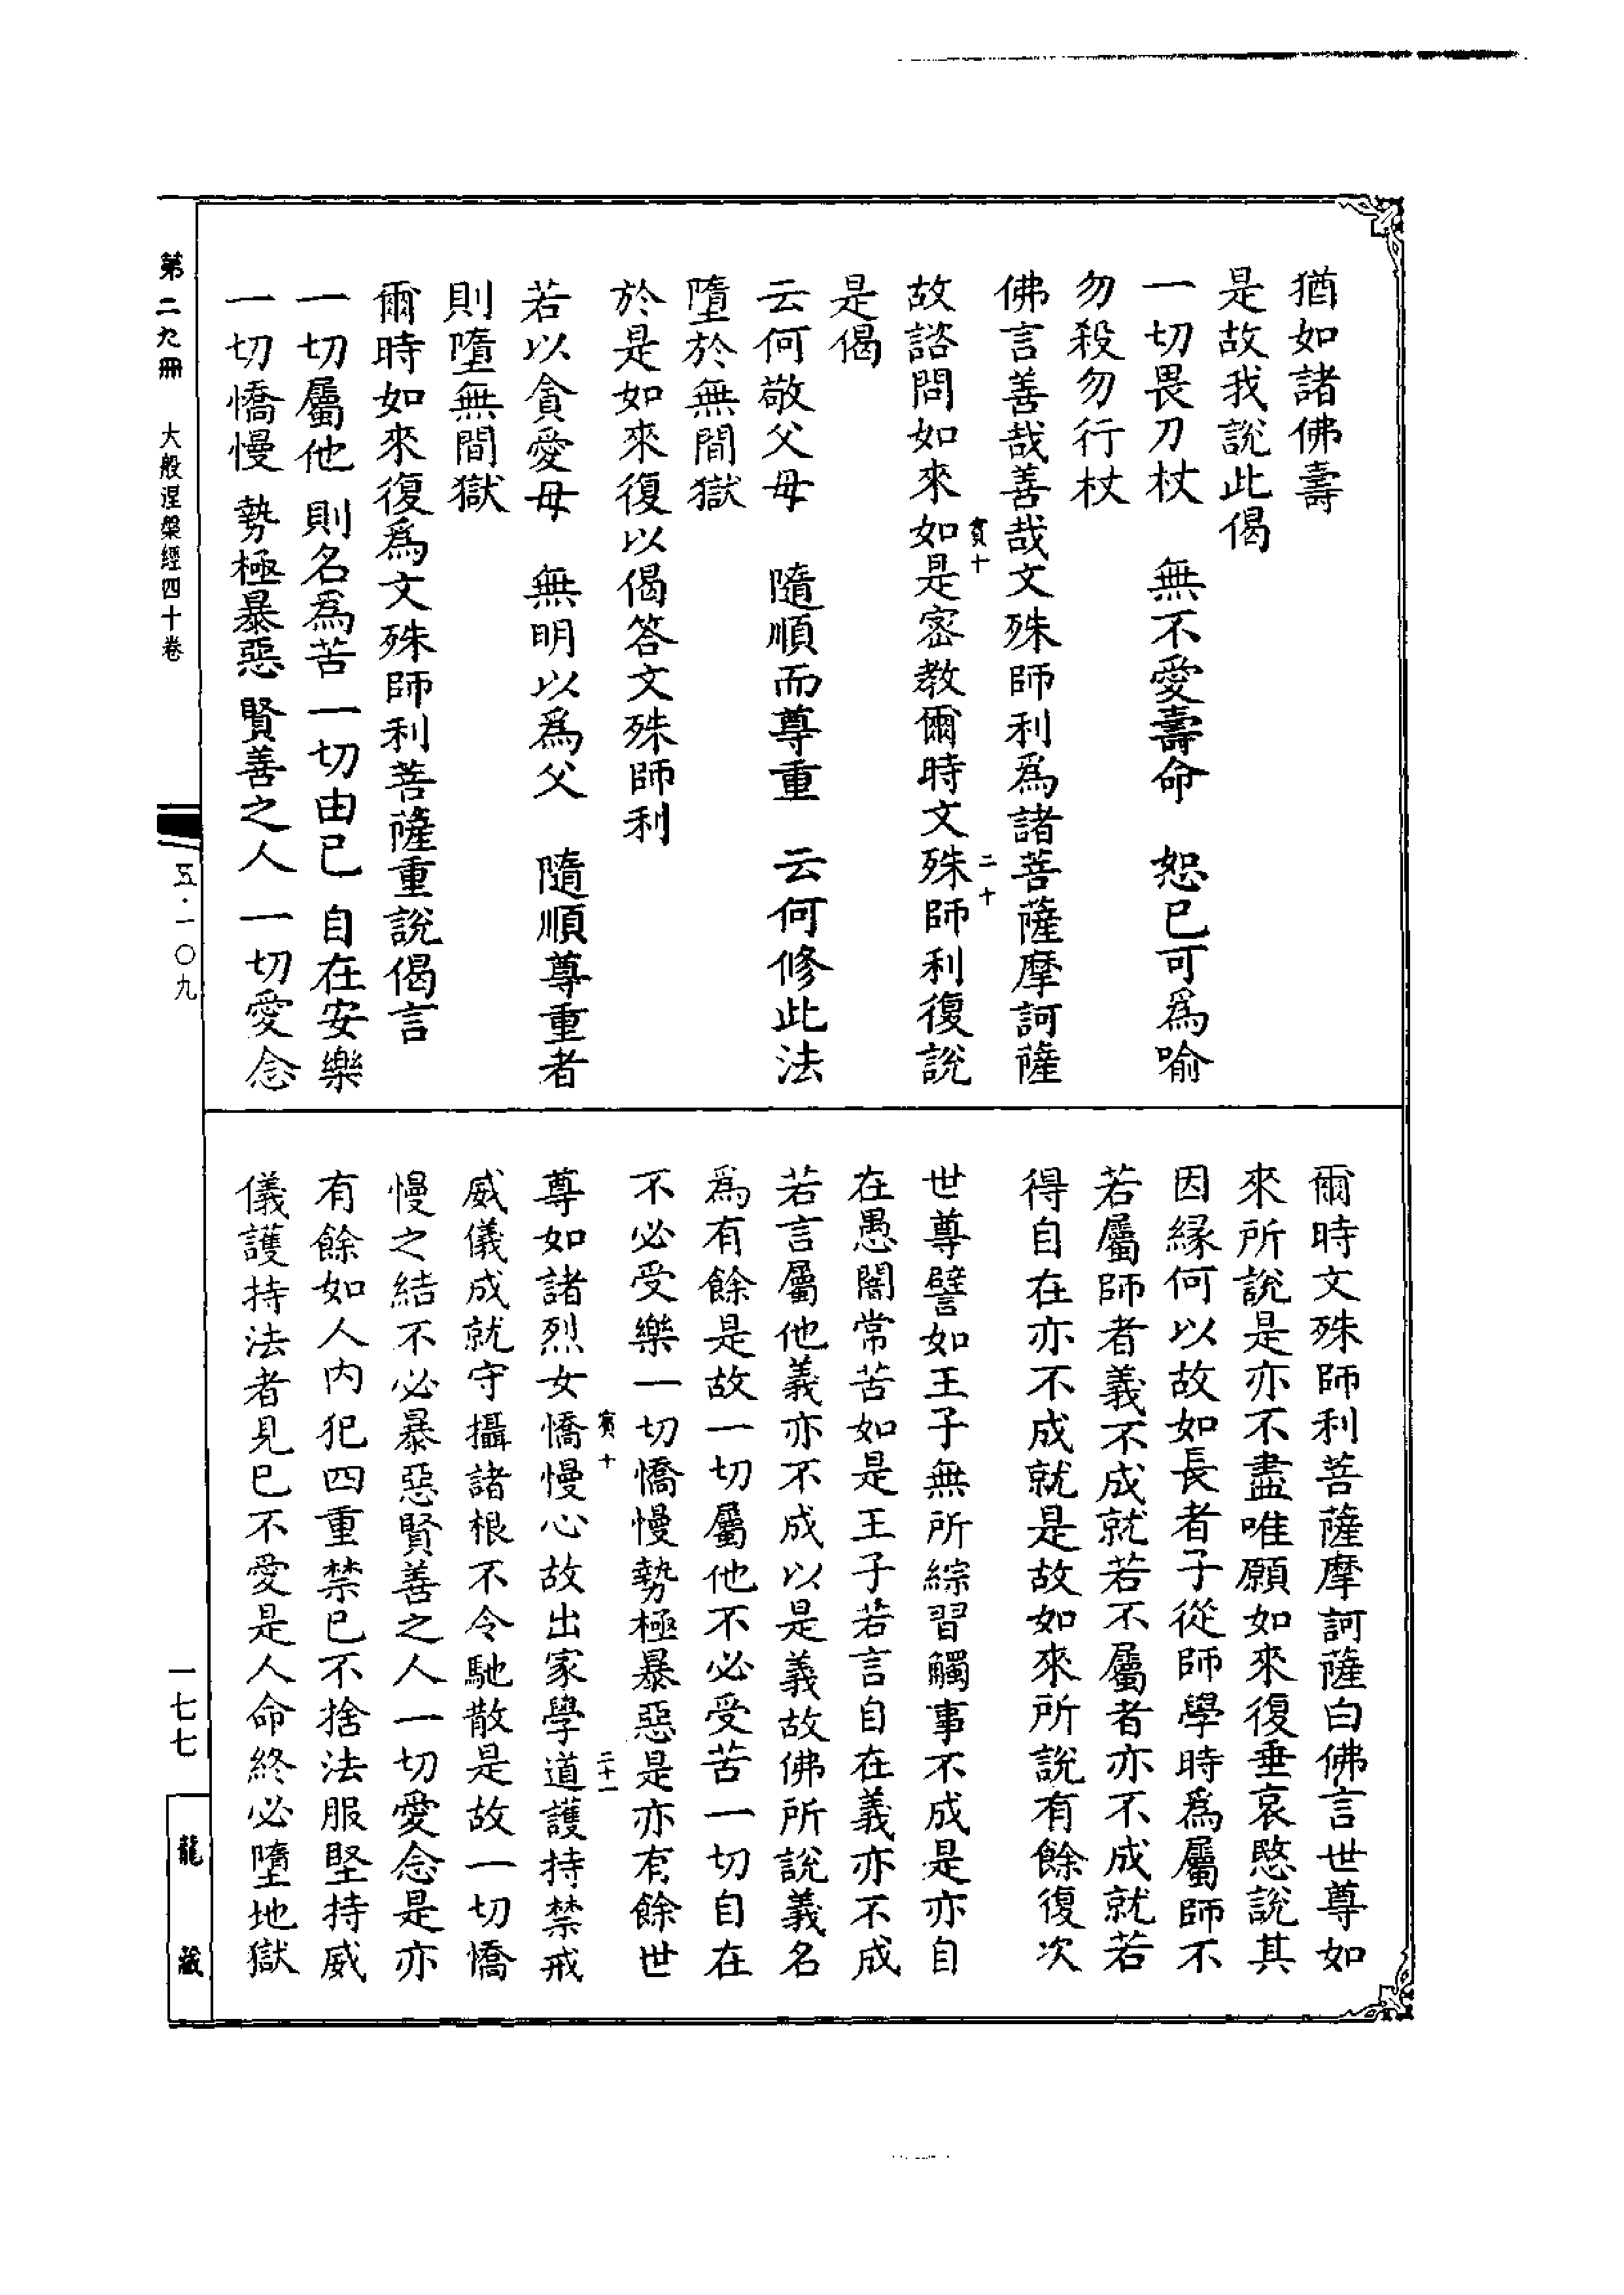 猶如諸佛壽
是故我說此偈
一切畏刀杖　無不愛壽命　恕已可爲喻
勿殺勿行杖
佛言善哉善哉文殊師利爲諸菩薩摩訶薩
賓十
二十
故諮問如來如是密教爾時文殊師利復說
是偈
云何敬父母　隨順而尊重　云何修此法
墮於無間獄
於是如來復以偈答文殊師利
若以貪愛母　無明以爲父　隨順尊重者
則墮無間獄
爾時如來復爲文殊師利菩薩重說偈言
一切屬他　則名爲苦　一切由已　自在安樂
一切憍慢　勢極暴惡　賢善之人　一切愛念
爾時文殊師利菩薩摩訶薩白佛言世尊如
來所說是亦不盡唯願如來復垂哀愍說其
因緣何以故如長者子從師學時爲屬師不
若屬師者義不成就若不屬者亦不成就若
得自在亦不成就是故如來所說有餘復次
世尊譬如王子無所綜習觸事不成是亦自
在愚闇常苦如是王子若言自在義亦不成
若言屬他義亦不成以是義故佛所說義名
爲有餘是故一切屬他不必受苦一切自在
不必受樂一切憍慢勢極暴惡是亦有餘世
賓十
二十一
尊如諸烈女憍慢心故出家學道護持禁戒
威儀成就守攝諸根不令馳散是故一切憍
慢之結不必暴惡賢善之人一切愛念是亦
有餘如人內犯四重禁已不捨法服堅持威
儀護持法者見已不愛是人命終必墮地獄
第二九冊　大般涅槃經四十卷
五·一〇九
一七七
龍藏